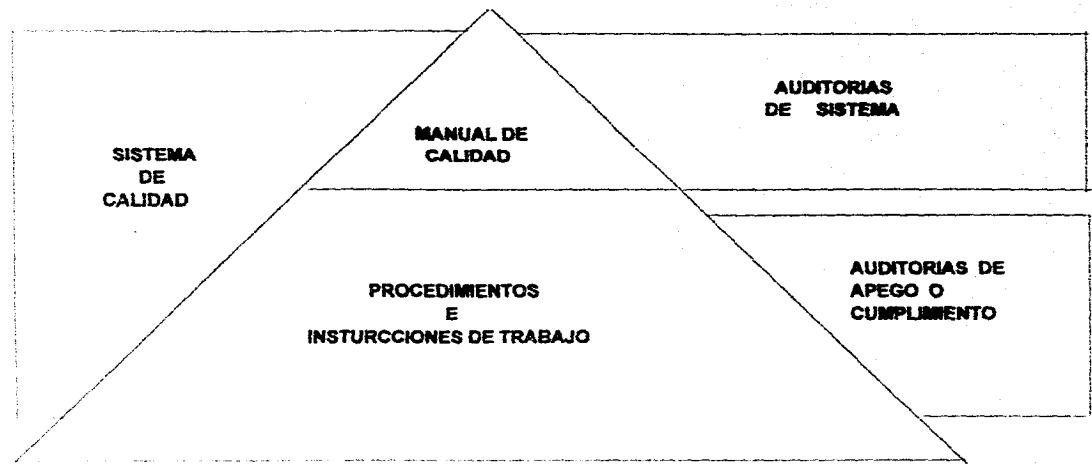 SISTEMA
DE
CALIDAD
MANUAL DE
CALIDAD
AUDITORIAS
DE SISTEMA
PROCEDIMIENTOS
E
INSTURCCIONES DE TRABAJO
AUDITORIAS DE
APEGO O
CUMPLIMIENTO